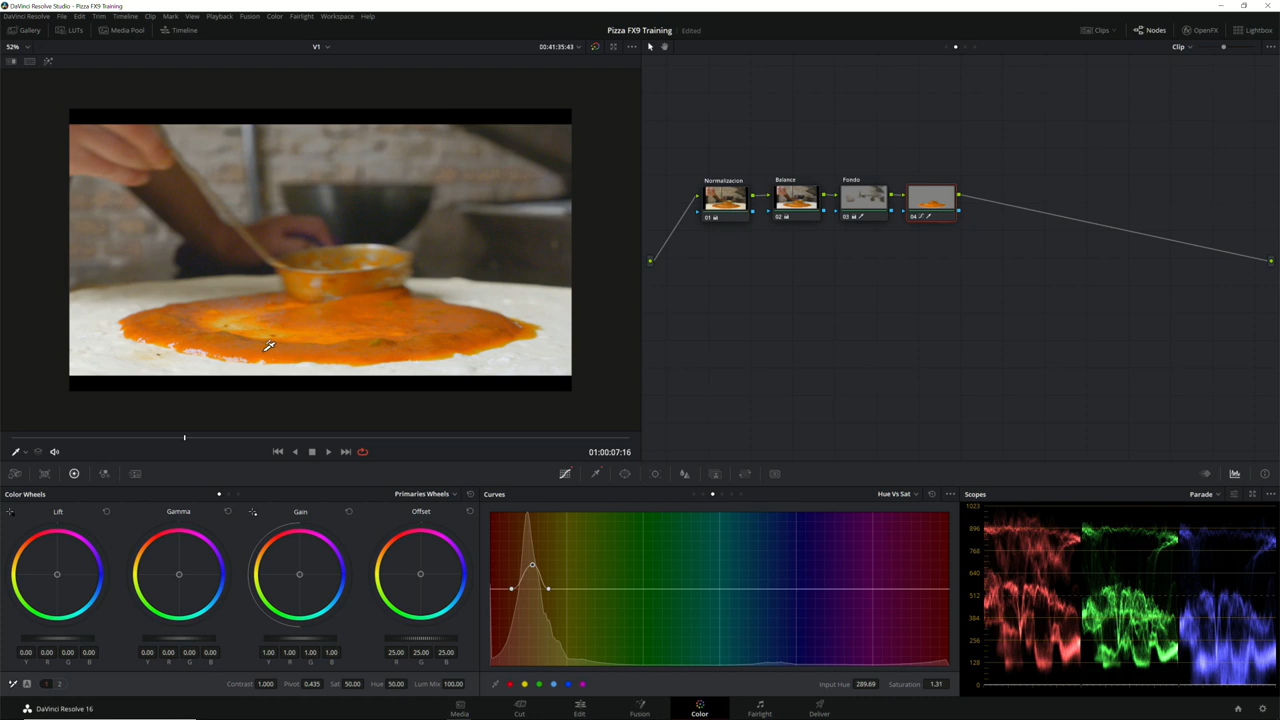 DaVinci Resolve Studio - Pizza FX9 Training
DaVinci Resolve File Edit Trim Timeline Clip Mark View Playback Fusion Color Fairlight Workspace Help
Gallery LUTs Media Pool Timeline Pizza FX9 Training Edited Clips Nodes OpenFX Lightbox
52% V1 00:41:35:43 Clip
Normalizacion Balance Fondo
01 02 03 04
01:00:07:16
Color Wheels Primaries Wheels Curves Hue Vs Sat Scopes Parade
Lift Gamma Gain Offset
1023
896
768
640
512
384
256
128
0
0.00 0.00 0.00 0.00 0.00 0.00 0.00 0.00 1.00 1.00 1.00 1.00 25.00 25.00 25.00
Y R G B Y R G B Y R G B R G B
A 1 2 Contrast 1.000 Pivot 0.435 Sat 50.00 Hue 50.00 Lum Mix 100.00 Input Hue 289.69 Saturation 1.31
DaVinci Resolve 16 Media Cut Edit Fusion Color Fairlight Deliver